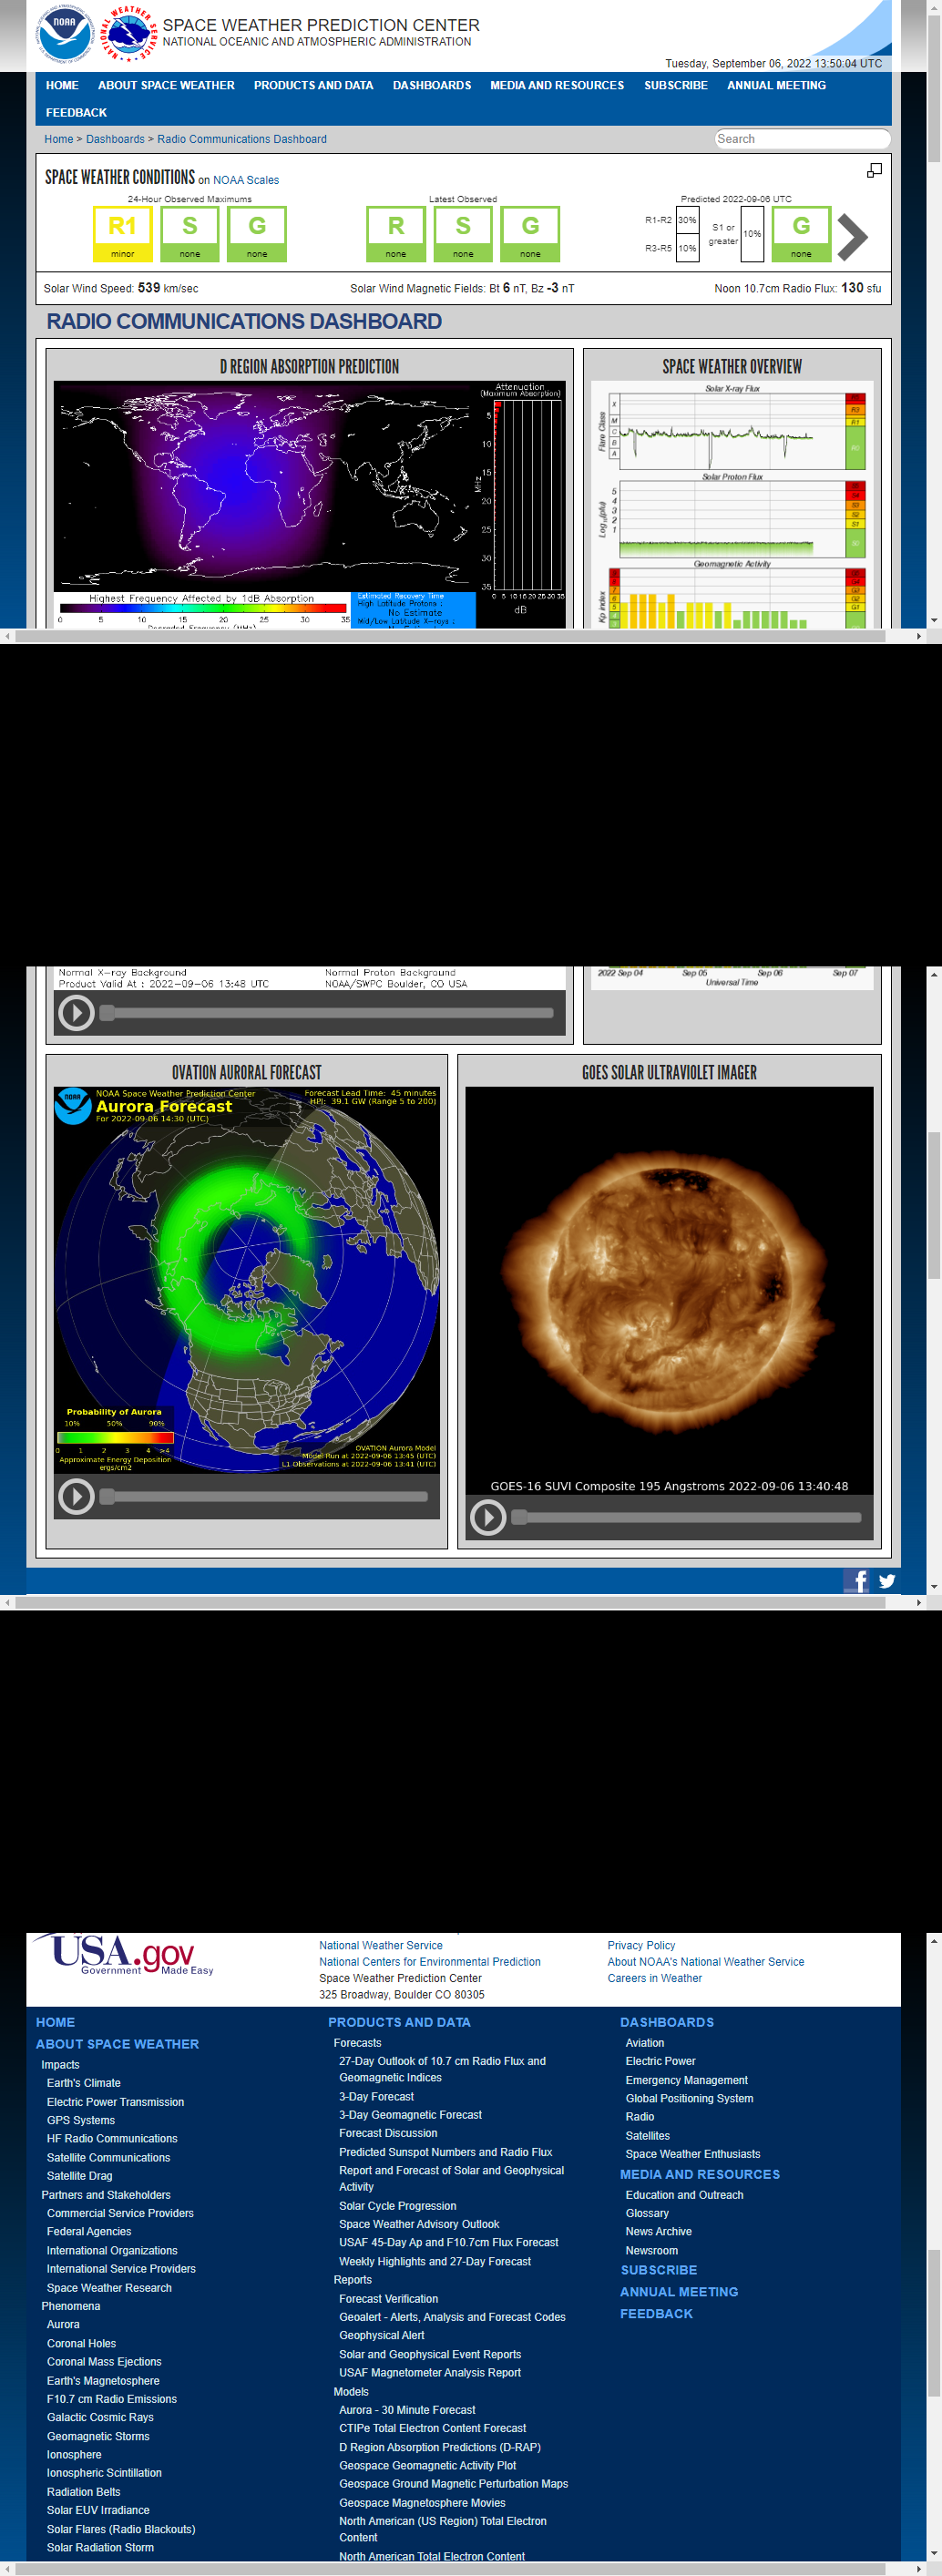 SPACE WEATHER PREDICTION CENTER
NATIONAL OCEANIC AND ATMOSPHERIC ADMINISTRATION
Tuesday, September 06, 2022 13:50:04 UTC
HOME ABOUT SPACE WEATHER PRODUCTS AND DATA DASHBOARDS MEDIA AND RESOURCES SUBSCRIBE ANNUAL MEETING
FEEDBACK
Home > Dashboards > Radio Communications Dashboard
Search
SPACE WEATHER CONDITIONS on NOAA Scales
24-Hour Observed Maximums
R1 S G
minor none none
Latest Observed
R S G
none none none
Predicted 2022-09-06 UTC
R1-R2 30%
R3-R5 10%
S1 or greater 10%
G
none
Solar Wind Speed: 539 km/sec
Solar Wind Magnetic Fields: Bt 6 nT, Bz -3 nT
Noon 10.7cm Radio Flux: 130 sfu
RADIO COMMUNICATIONS DASHBOARD
D REGION ABSORPTION PREDICTION
Attenuation
(Maximum Absorption)
5
10
15
20
25
30
35
MHz
0 5 10 15 20 25 30 35
dB
Highest Frequency Affected by 1dB Absorption
0 5 10 15 20 25 30 35
Degraded Frequency (MHz)
Estimated Recovery Time
High Latitude Protons :
No Estimate
Mid/Low Latitude X-rays :
SPACE WEATHER OVERVIEW
Solar X-ray Flux
Flare Class
X
M
C
B
A
R3
R1
Solar Proton Flux
5
4
3
2
1
S4
S3
S2
S1
Geomagnetic Activity
Kp index
Normal X-ray Background
Normal Proton Background
Product Valid At : 2022-09-06 13:48 UTC
NOAA/SWPC Boulder, CO USA
2022 Sep 04 Sep 05 Sep 06 Sep 07
Universal Time
OVATION AURORAL FORECAST
NOAA
NOAA Space Weather Prediction Center
Aurora Forecast
For 2022-09-06 14:30 (UTC)
Forecast Lead Time: 45 minutes
HPI: 39.1 GW (Range 5 to 200)
Probability of Aurora
10% 50% 90%
0 1 2 3 4 >4
Approximate Energy Deposition
ergs/cm2
OVATION Aurora Model
Model Run at 2022-09-06 13:45 (UTC)
L1 Observations at 2022-09-06 13:41 (UTC)
GOES SOLAR ULTRAVIOLET IMAGER
GOES-16 SUVI Composite 195 Angstroms 2022-09-06 13:40:48
USA.gov
Government Made Easy
National Weather Service
National Centers for Environmental Prediction
Space Weather Prediction Center
325 Broadway, Boulder CO 80305
Privacy Policy
About NOAA's National Weather Service
Careers in Weather
HOME
ABOUT SPACE WEATHER
Impacts
Earth's Climate
Electric Power Transmission
GPS Systems
HF Radio Communications
Satellite Communications
Satellite Drag
Partners and Stakeholders
Commercial Service Providers
Federal Agencies
International Organizations
International Service Providers
Space Weather Research
Phenomena
Aurora
Coronal Holes
Coronal Mass Ejections
Earth's Magnetosphere
F10.7 cm Radio Emissions
Galactic Cosmic Rays
Geomagnetic Storms
Ionosphere
Ionospheric Scintillation
Radiation Belts
Solar EUV Irradiance
Solar Flares (Radio Blackouts)
Solar Radiation Storm
PRODUCTS AND DATA
Forecasts
27-Day Outlook of 10.7 cm Radio Flux and
Geomagnetic Indices
3-Day Forecast
3-Day Geomagnetic Forecast
Forecast Discussion
Predicted Sunspot Numbers and Radio Flux
Report and Forecast of Solar and Geophysical
Activity
Solar Cycle Progression
Space Weather Advisory Outlook
USAF 45-Day Ap and F10.7cm Flux Forecast
Weekly Highlights and 27-Day Forecast
Reports
Forecast Verification
Geoalert - Alerts, Analysis and Forecast Codes
Geophysical Alert
Solar and Geophysical Event Reports
USAF Magnetometer Analysis Report
Models
Aurora - 30 Minute Forecast
CTIPe Total Electron Content Forecast
D Region Absorption Predictions (D-RAP)
Geospace Geomagnetic Activity Plot
Geospace Ground Magnetic Perturbation Maps
Geospace Magnetosphere Movies
North American (US Region) Total Electron
Content
North American Total Electron Content
DASHBOARDS
Aviation
Electric Power
Emergency Management
Global Positioning System
Radio
Satellites
Space Weather Enthusiasts
MEDIA AND RESOURCES
Education and Outreach
Glossary
News Archive
Newsroom
SUBSCRIBE
ANNUAL MEETING
FEEDBACK